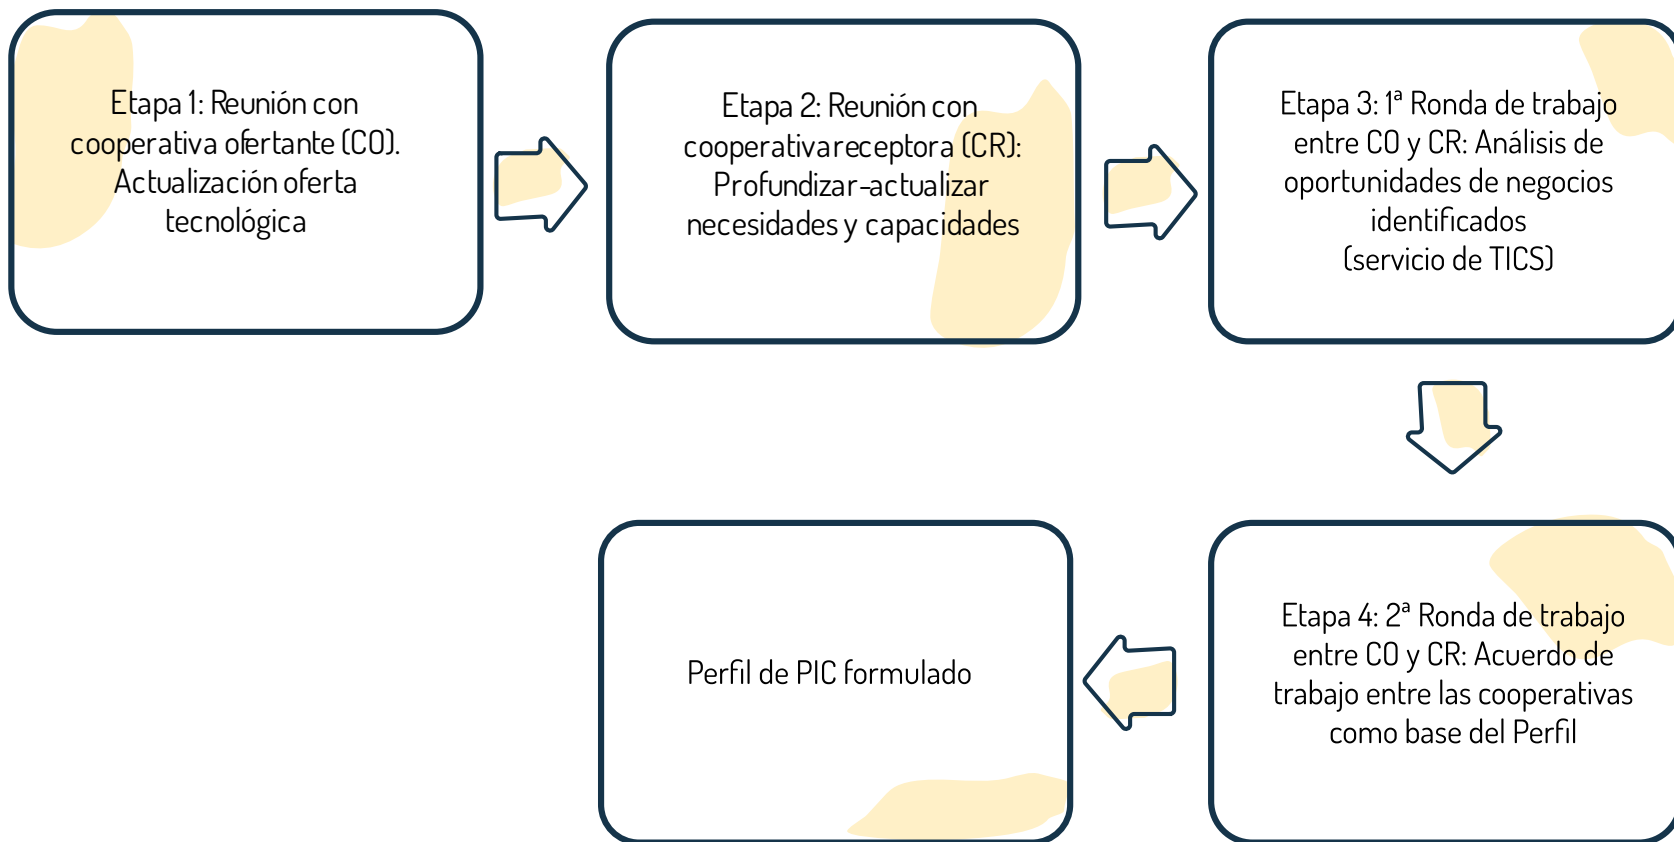 Etapa 1: Reunión con
cooperativa ofertante (CO).
Actualización oferta
tecnológica
Etapa 2: Reunión con
cooperativa receptora (CR):
Profundizar-actualizar
necesidades y capacidades
Etapa 3: 1ª Ronda de trabajo
entre CO y CR: Análisis de
oportunidades de negocios
identificados
(servicio de TICS)
Etapa 4: 2ª Ronda de trabajo
entre CO y CR: Acuerdo de
trabajo entre las cooperativas
como base del Perfil
Perfil de PIC formulado